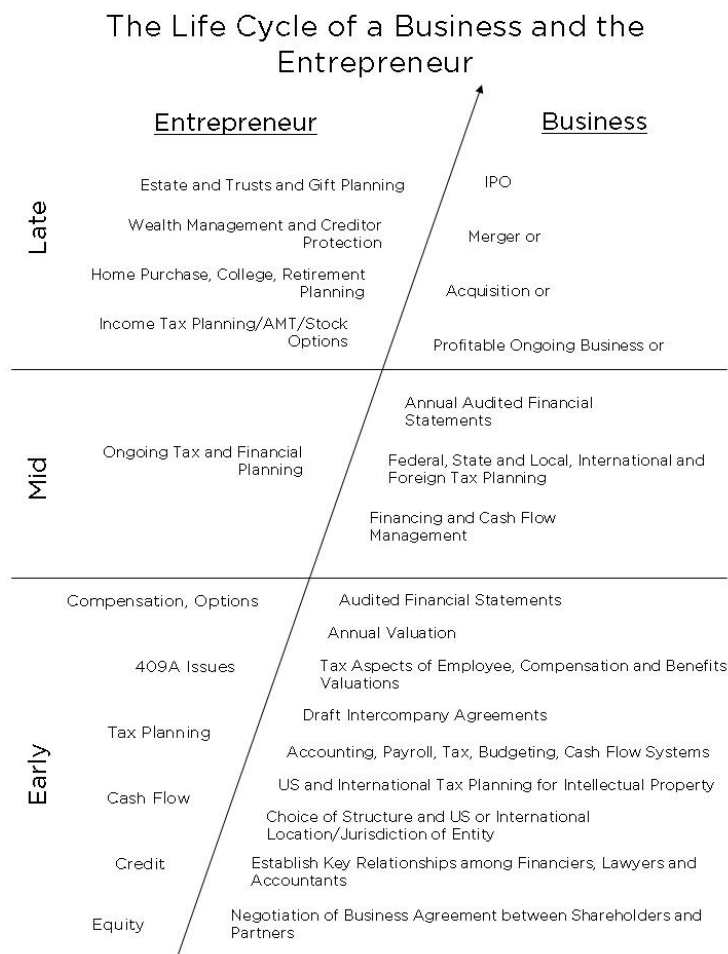 The Life Cycle of a Business and the
Entrepreneur
Entrepreneur
Business
Late
Estate and Trusts and Gift Planning
IPO
Wealth Management and Creditor
Protection
Merger or
Home Purchase, College, Retirement
Planning
Acquisition or
Income Tax Planning/AMT/Stock
Options
Profitable Ongoing Business or
Mid
Annual Audited Financial
Statements
Ongoing Tax and Financial
Planning
Federal, State and Local, International and
Foreign Tax Planning
Financing and Cash Flow
Management
Early
Compensation, Options
Audited Financial Statements
Annual Valuation
409A Issues
Tax Aspects of Employee, Compensation and Benefits
Valuations
Draft Intercompany Agreements
Tax Planning
Accounting, Payroll, Tax, Budgeting, Cash Flow Systems
US and International Tax Planning for Intellectual Property
Cash Flow
Choice of Structure and US or International
Location/Jurisdiction of Entity
Credit
Establish Key Relationships among Financiers, Lawyers and
Accountants
Equity
Negotiation of Business Agreement between Shareholders and
Partners